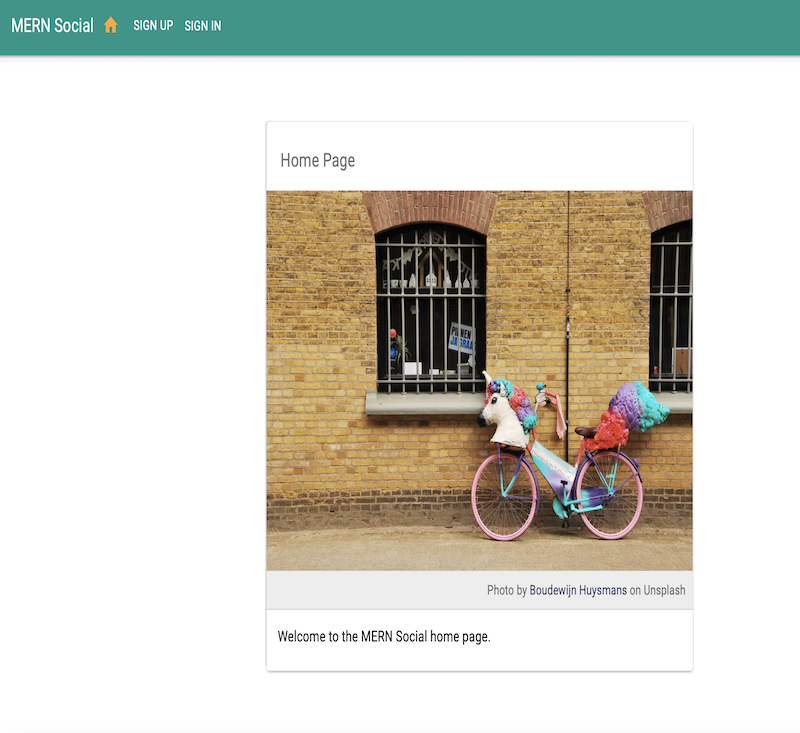 MERN Social SIGN UP SIGN IN
Home Page
Photo by Boudewijn Huysmans on Unsplash
Welcome to the MERN Social home page.